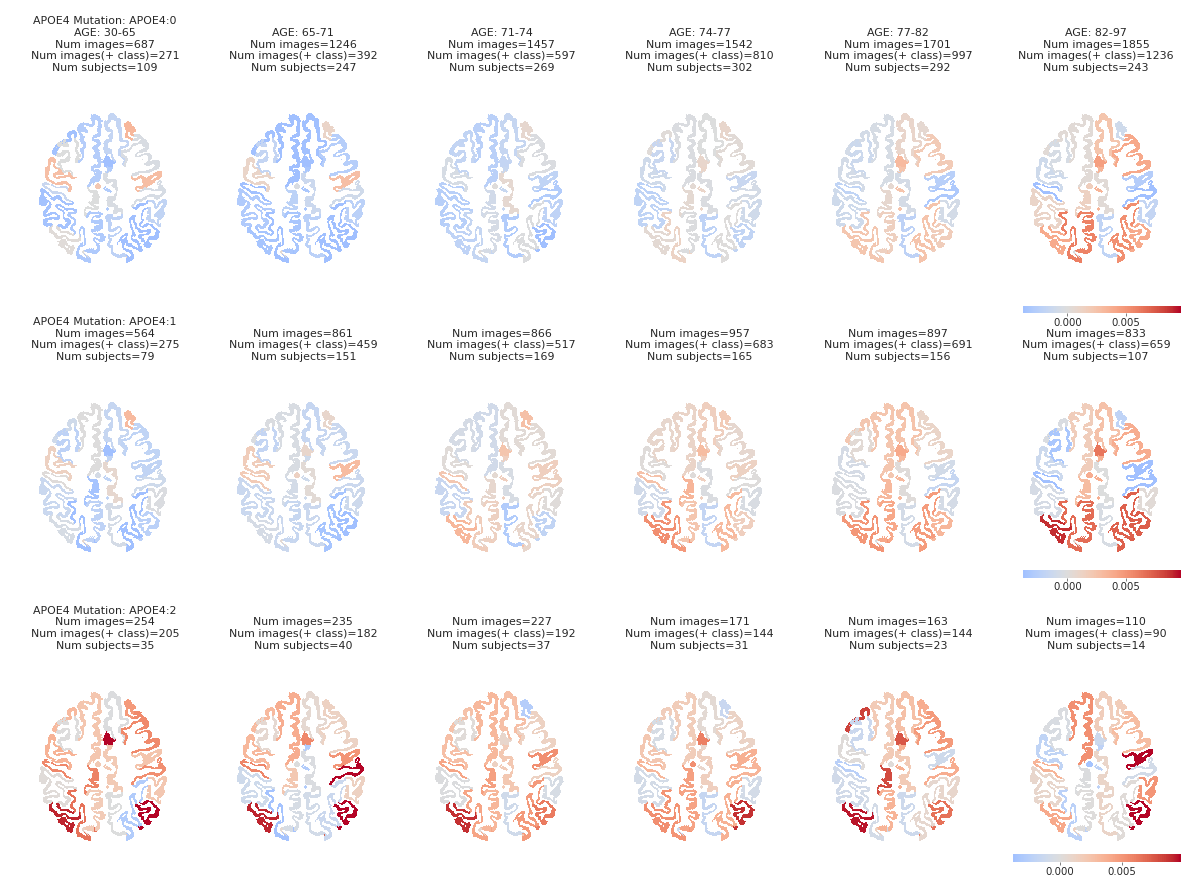 APOE4 Mutation: APOE4:0
AGE: 30-65
Num images=687
Num images(+ class)=271
Num subjects=109
AGE: 65-71
Num images=1246
Num images(+ class)=392
Num subjects=247
AGE: 71-74
Num images=1457
Num images(+ class)=597
Num subjects=269
AGE: 74-77
Num images=1542
Num images(+ class)=810
Num subjects=302
AGE: 77-82
Num images=1701
Num images(+ class)=997
Num subjects=292
AGE: 82-97
Num images=1855
Num images(+ class)=1236
Num subjects=243
0.000 0.005
APOE4 Mutation: APOE4:1
Num images=564
Num images(+ class)=275
Num subjects=79
Num images=861
Num images(+ class)=459
Num subjects=151
Num images=866
Num images(+ class)=517
Num subjects=169
Num images=957
Num images(+ class)=683
Num subjects=165
Num images=897
Num images(+ class)=691
Num subjects=156
Num images=833
Num images(+ class)=659
Num subjects=107
0.000 0.005
APOE4 Mutation: APOE4:2
Num images=254
Num images(+ class)=205
Num subjects=35
Num images=235
Num images(+ class)=182
Num subjects=40
Num images=227
Num images(+ class)=192
Num subjects=37
Num images=171
Num images(+ class)=144
Num subjects=31
Num images=163
Num images(+ class)=144
Num subjects=23
Num images=110
Num images(+ class)=90
Num subjects=14
0.000 0.005